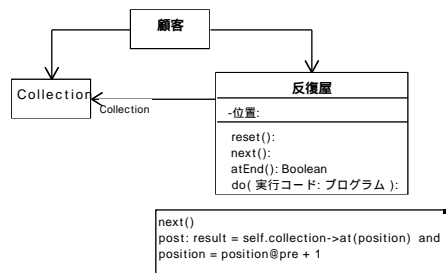 顧客
Collection
Collection
反復屋
-位置:
reset():
next():
atEnd(): Boolean
do( 実行コード: プログラム ):
next()
post: result = self.collection->at(position) and
position = position@pre + 1